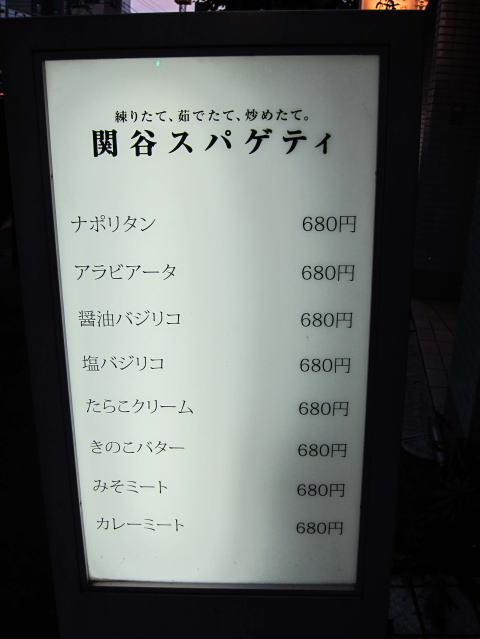 練りたて、茹でたて、炒めたて。
関谷スパゲティ
ナポリタン 680円
アラビアータ 680円
醤油バジリコ 680円
塩バジリコ 680円
たらこクリーム 680円
きのこバター 680円
みそミート 680円
カレーミート 680円